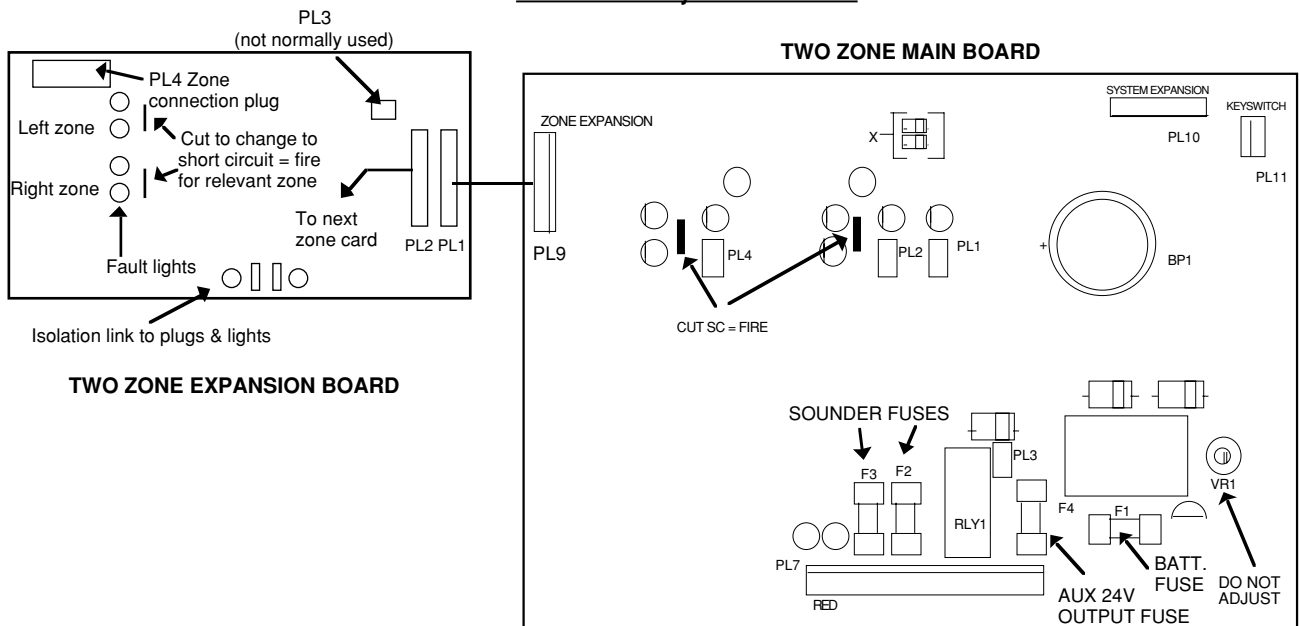 PL3
(not normally used)
TWO ZONE MAIN BOARD
PL4 Zone
connection plug
Left zone
Cut to change to
short circuit = fire
for relevant zone
Right zone
To next
zone card
PL2 PL1
Fault lights
Isolation link to plugs & lights
TWO ZONE EXPANSION BOARD
ZONE EXPANSION
PL9
X
SYSTEM EXPANSION
PL10
KEYSWITCH
PL11
PL4
PL2
PL1
+
BP1
CUT SC = FIRE
SOUNDER FUSES
F3
F2
RLY1
PL3
F4
F1
VR1
PL7
RED
AUX 24V
OUTPUT FUSE
BATT.
FUSE
DO NOT
ADJUST